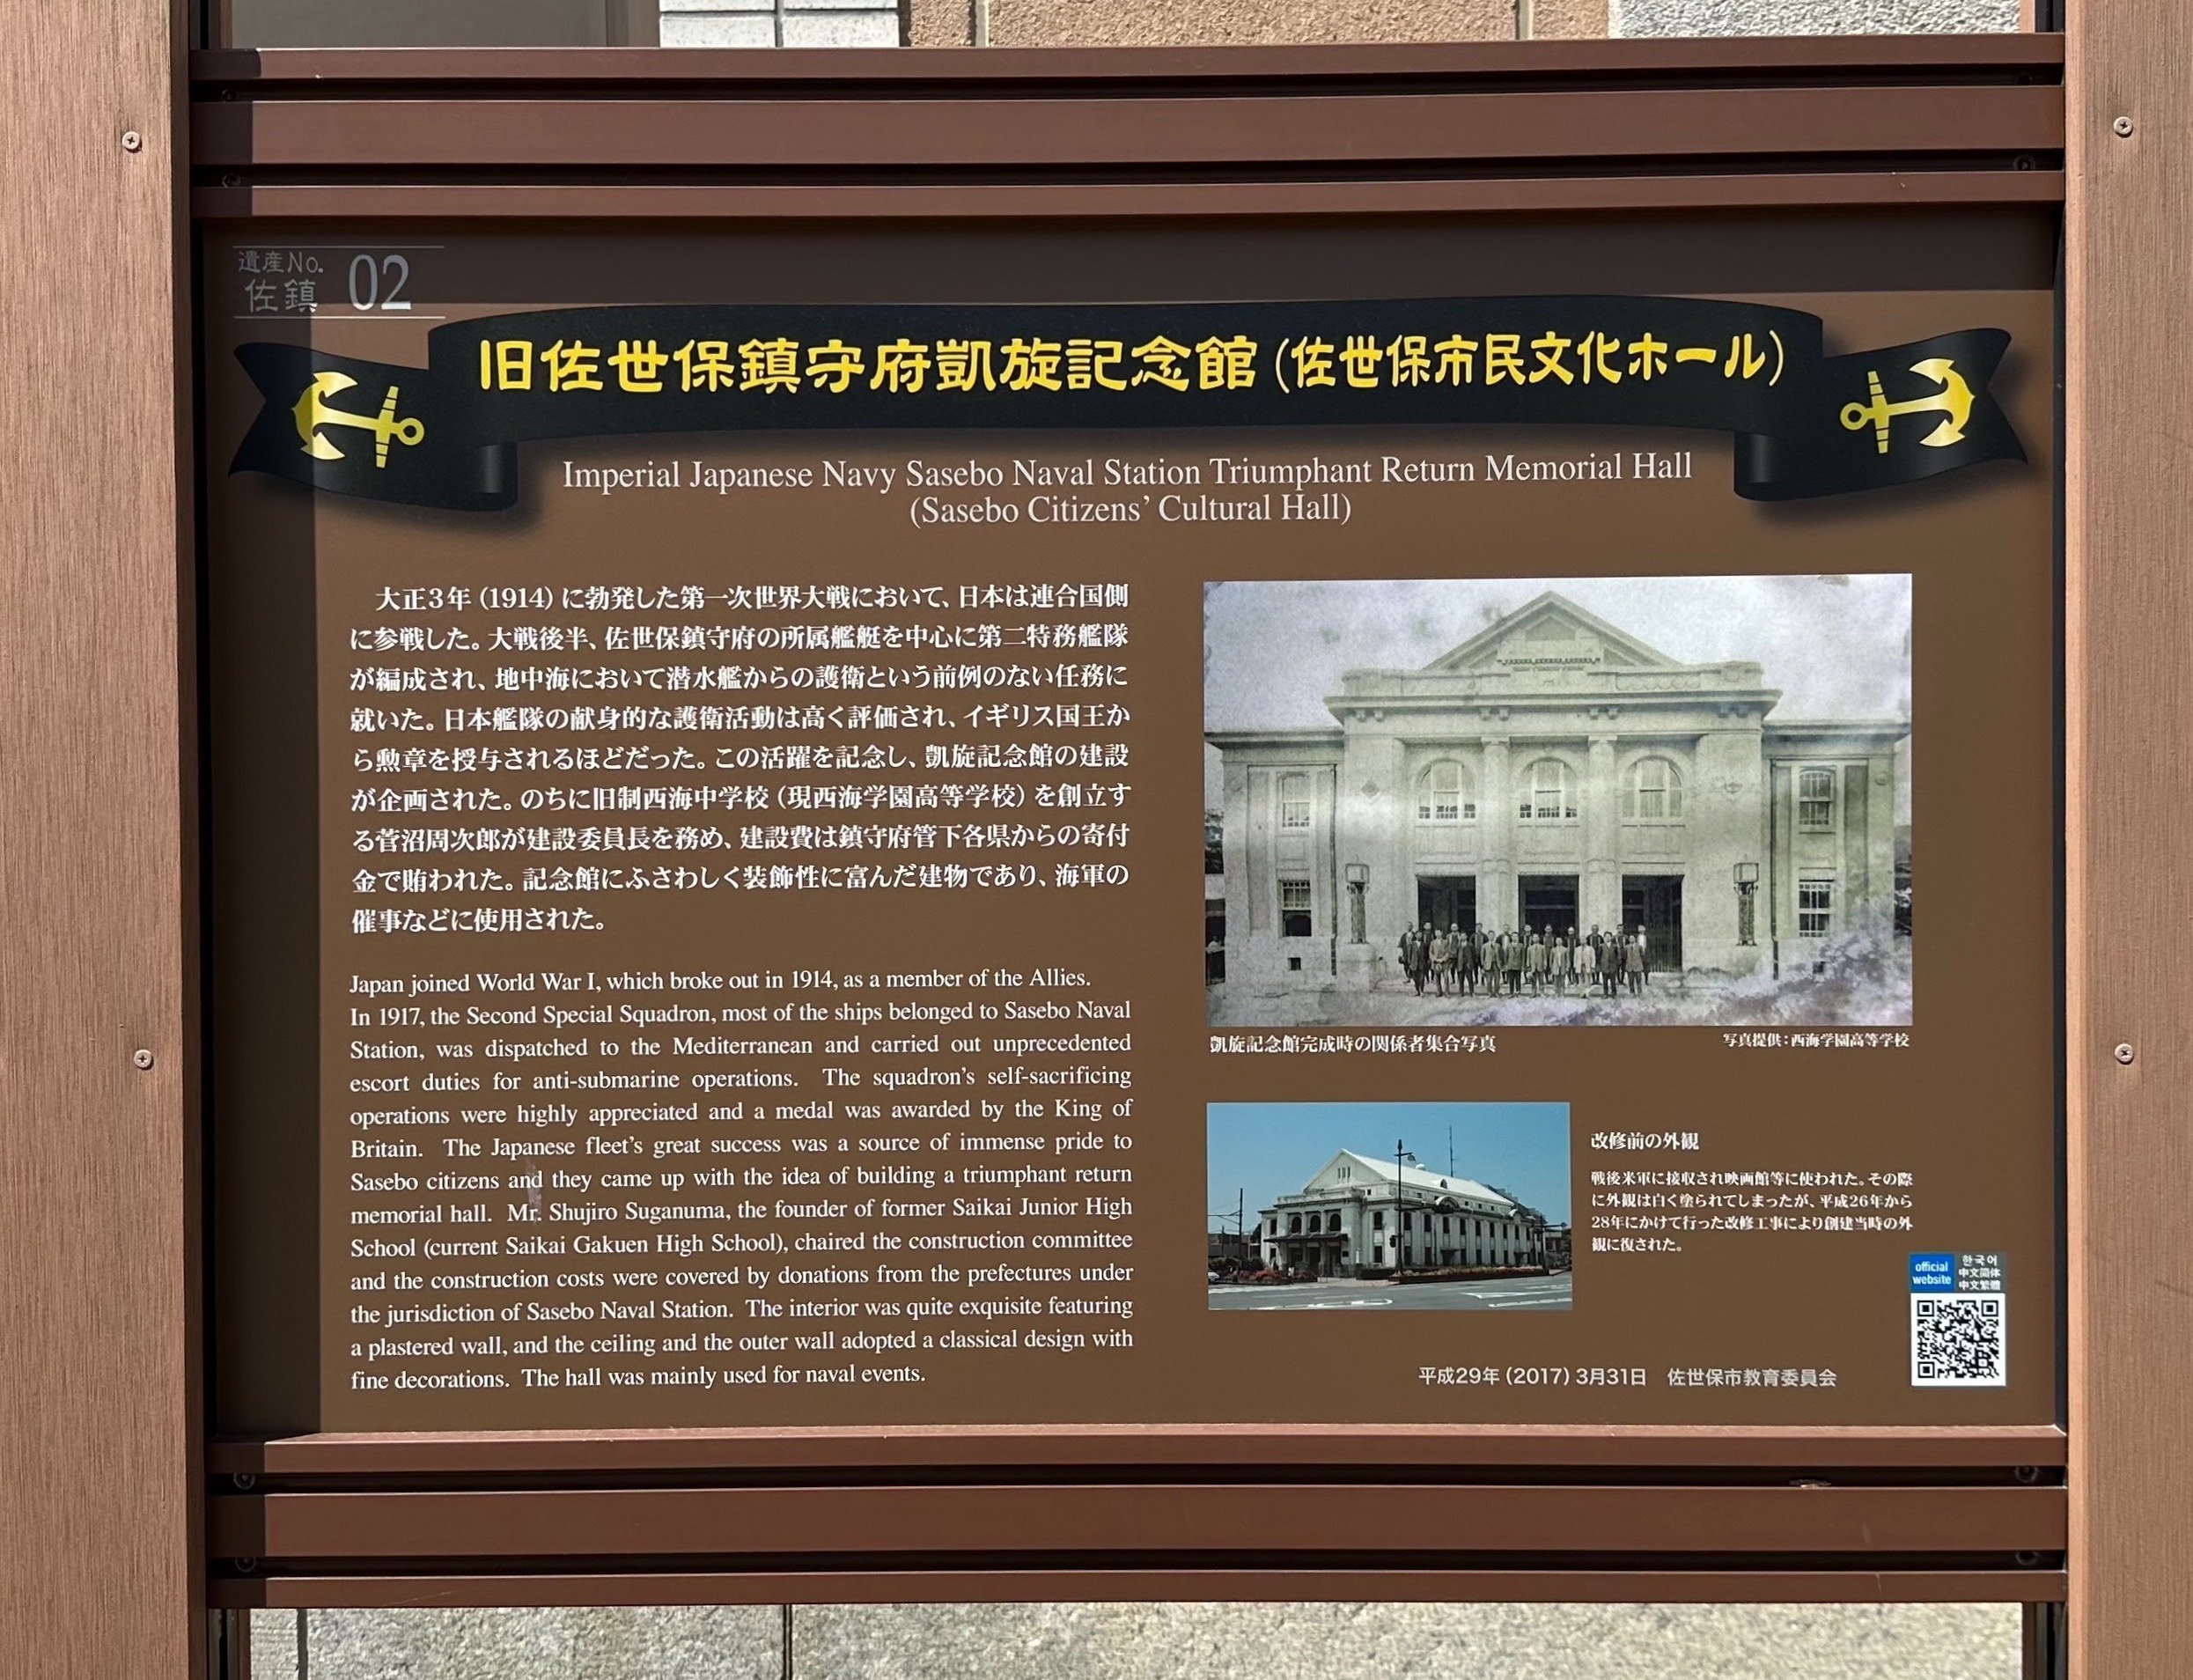 遺産No.
佐鎮 02
旧佐世保鎮守府凱旋記念館(佐世保市民文化ホール)
Imperial Japanese Navy Sasebo Naval Station Triumphant Return Memorial Hall
(Sasebo Citizens' Cultural Hall)
大正3年(1914)に勃発した第一次世界大戦において、日本は連合国側
に参戦した。大戦後半、佐世保鎮守府の所属艦艇を中心に第二特務艦隊
が編成され、地中海において潜水艦からの護衛という前例のない任務に
就いた。日本艦隊の献身的な護衛活動は高く評価され、イギリス国王か
ら勲章を授与されるほどだった。この活躍を記念し、凱旋記念館の建設
が企画された。のちに旧制西海中学校(現西海学園高等学校)を創立す
る菅沼周次郎が建設委員長を務め、建設費は鎮守府管下各県からの寄付
金で賄われた。記念館にふさわしく装飾性に富んだ建物であり、海軍の
催事などに使用された。
Japan joined World War I, which broke out in 1914, as a member of the Allies.
In 1917, the Second Special Squadron, most of the ships belonged to Sasebo Naval
Station, was dispatched to the Mediterranean and carried out unprecedented
escort duties for anti-submarine operations. The squadron's self-sacrificing
operations were highly appreciated and a medal was awarded by the King of
Britain. The Japanese fleet's great success was a source of immense pride to
Sasebo citizens and they came up with the idea of building a triumphant return
memorial hall. Mr. Shujiro Suganuma, the founder of former Saikai Junior High
School (current Saikai Gakuen High School), chaired the construction committee
and the construction costs were covered by donations from the prefectures under
the jurisdiction of Sasebo Naval Station. The interior was quite exquisite featuring
a plastered wall, and the ceiling and the outer wall adopted a classical design with
fine decorations. The hall was mainly used for naval events.
凱旋記念館完成時の関係者集合写真
写真提供:西海学園高等学校
改修前の外観
戦後米軍に接収され映画館等に使われた。その際
に外観は白く塗られてしまったが、平成26年から
28年にかけて行った改修工事により創建当時の外
観に復された。
official
website
한국어
中文简体
中文繁體
平成29年(2017)3月31日 佐世保市教育委員会